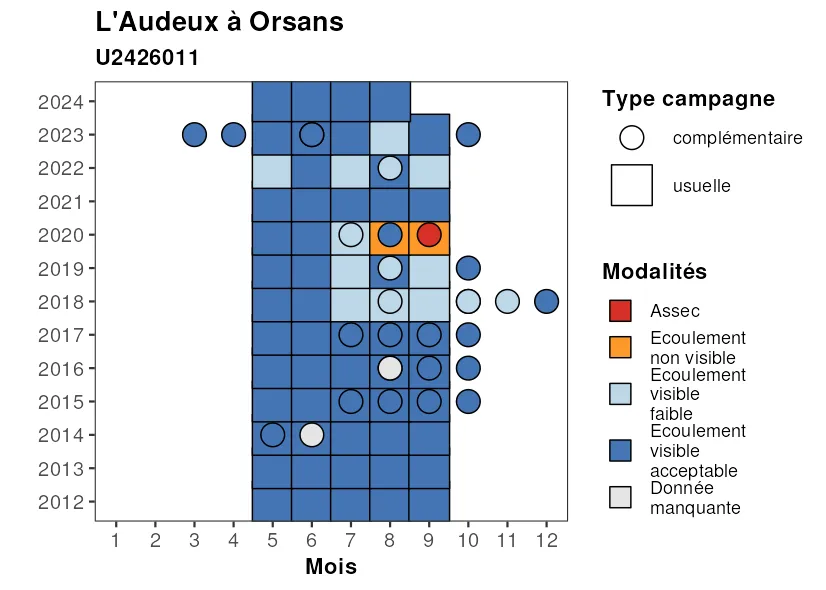 L'Audeux à Orsans
U2426011
2024
2023
2022
2021
2020
2019
2018
2017
2016
2015
2014
2013
2012
1 2 3 4 5 6 7 8 9 10 11 12
Mois
Type campagne
complémentaire
usuelle
Modalités
Assec
Ecoulement
non visible
Ecoulement
visible
faible
Ecoulement
visible
acceptable
Donnée
manquante